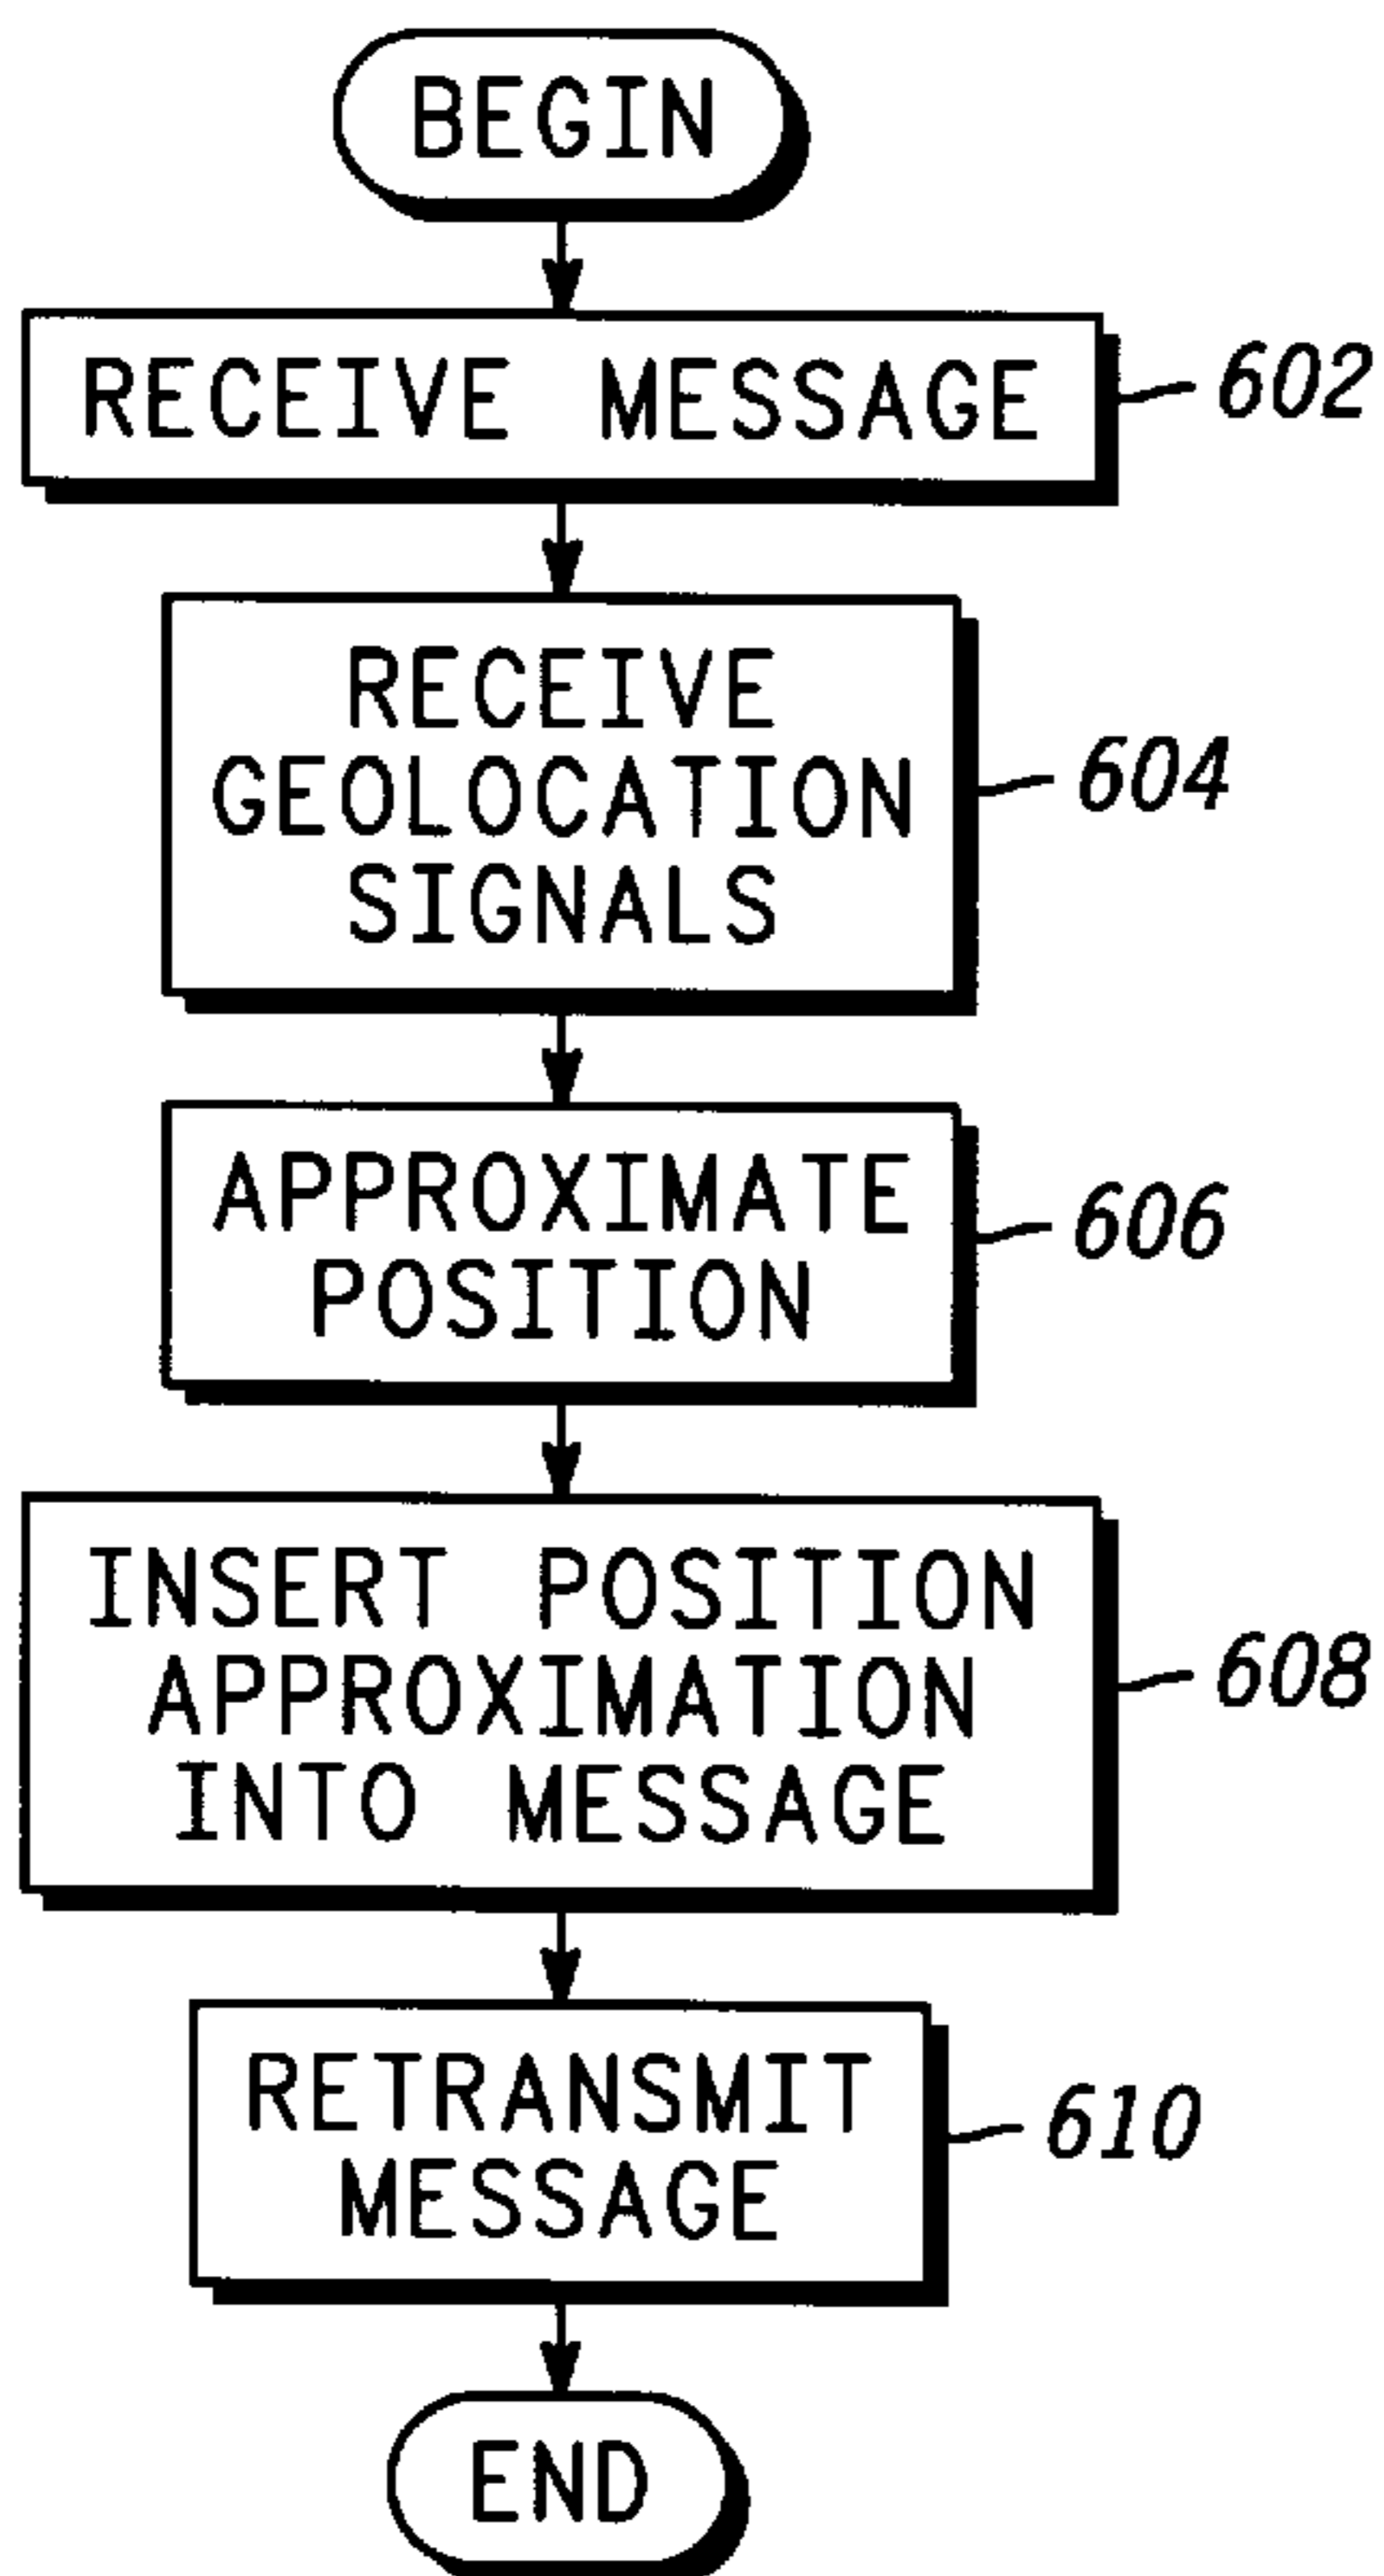 BEGIN
RECEIVE MESSAGE
602
RECEIVE
GEOLOCATION
SIGNALS
604
APPROXIMATE
POSITION
606
INSERT POSITION
APPROXIMATION
INTO MESSAGE
608
RETRANSMIT
MESSAGE
610
END